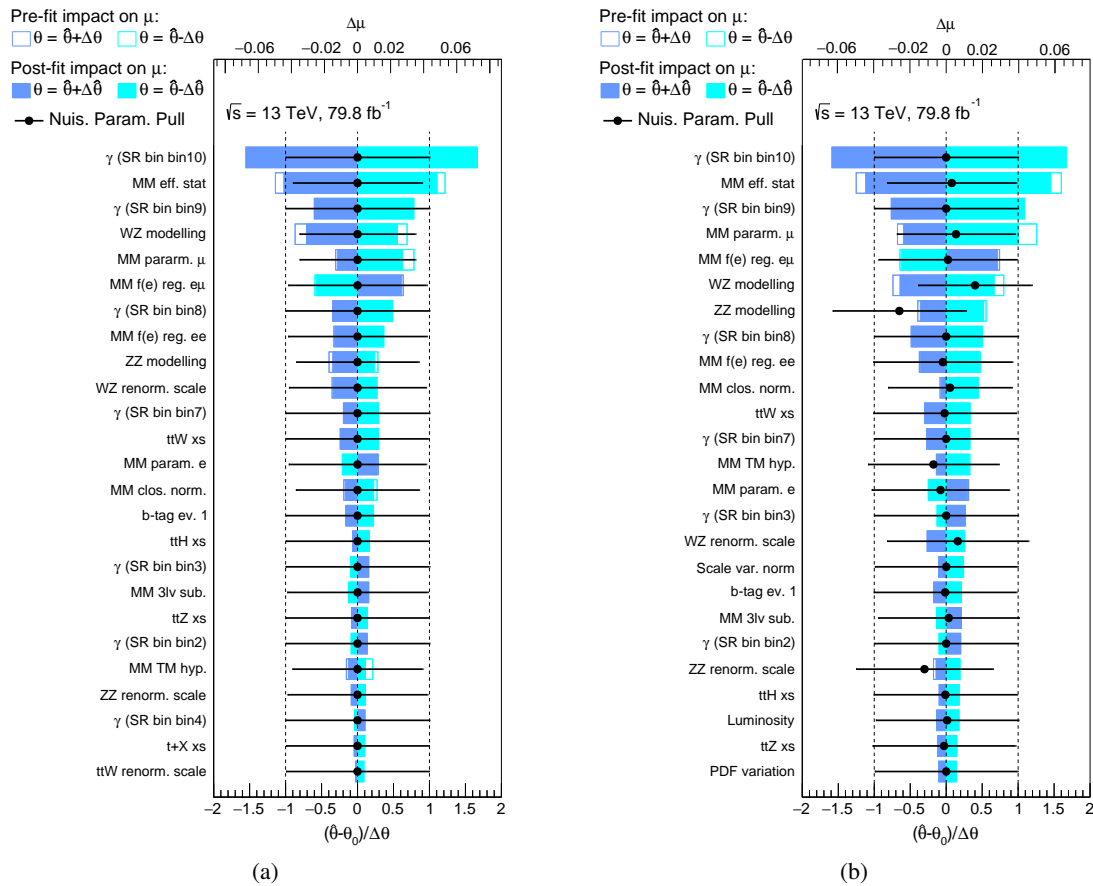 Pre-fit impact on μ:
θ = θ̂+Δθ θ = θ̂-Δθ
Post-fit impact on μ:
θ = θ̂+Δθ̂ θ = θ̂-Δθ̂
Nuis. Param. Pull
Δμ
−0.06 −0.02 0.02 0.06
√s = 13 TeV, 79.8 fb⁻¹
γ (SR bin bin10)
MM eff. stat
γ (SR bin bin9)
WZ modelling
MM pararm. μ
MM f(e) reg. eμ
γ (SR bin bin8)
MM f(e) reg. ee
ZZ modelling
WZ renorm. scale
γ (SR bin bin7)
ttW xs
MM param. e
MM clos. norm.
b-tag ev. 1
ttH xs
γ (SR bin bin3)
MM 3lv sub.
ttZ xs
γ (SR bin bin2)
MM TM hyp.
ZZ renorm. scale
γ (SR bin bin4)
t+X xs
ttW renorm. scale
−2 −1.5 −1 −0.5 0 0.5 1 1.5 2
(θ̂-θ₀)/Δθ
(a)
Pre-fit impact on μ:
θ = θ̂+Δθ θ = θ̂-Δθ
Post-fit impact on μ:
θ = θ̂+Δθ̂ θ = θ̂-Δθ̂
Nuis. Param. Pull
Δμ
−0.06 −0.02 0.02 0.06
√s = 13 TeV, 79.8 fb⁻¹
γ (SR bin bin10)
MM eff. stat
γ (SR bin bin9)
MM pararm. μ
MM f(e) reg. eμ
WZ modelling
ZZ modelling
γ (SR bin bin8)
MM f(e) reg. ee
MM clos. norm.
ttW xs
γ (SR bin bin7)
MM TM hyp.
MM param. e
γ (SR bin bin3)
WZ renorm. scale
Scale var. norm
b-tag ev. 1
MM 3lv sub.
γ (SR bin bin2)
ZZ renorm. scale
ttH xs
Luminosity
ttZ xs
PDF variation
−2 −1.5 −1 −0.5 0 0.5 1 1.5 2
(θ̂-θ₀)/Δθ
(b)